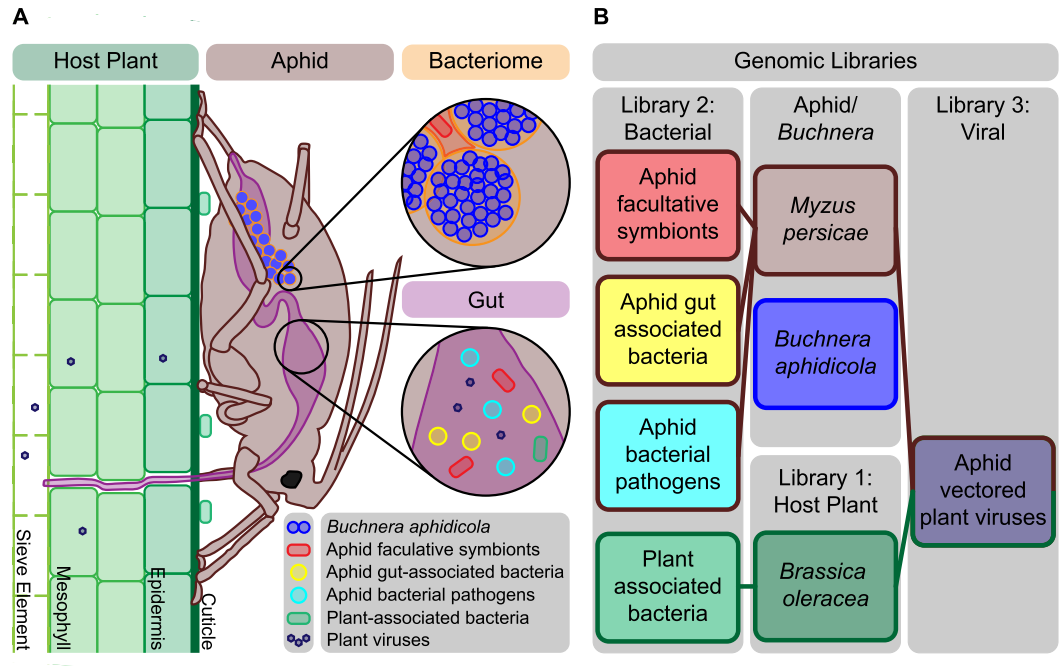 A
Host Plant
Aphid
Bacteriome
Gut
Sieve Element
Mesophyll
Epidermis
Cuticle
Buchnera aphidicola
Aphid faculative symbionts
Aphid gut-associated bacteria
Aphid bacterial pathogens
Plant-associated bacteria
Plant viruses
B
Genomic Libraries
Library 2:
Bacterial
Aphid
facultative
symbionts
Aphid gut
associated
bacteria
Aphid
bacterial
pathogens
Plant
associated
bacteria
Aphid/
Buchnera
Myzus
persicae
Buchnera
aphidicola
Library 1:
Host Plant
Brassica
oleracea
Library 3:
Viral
Aphid
vectored
plant viruses